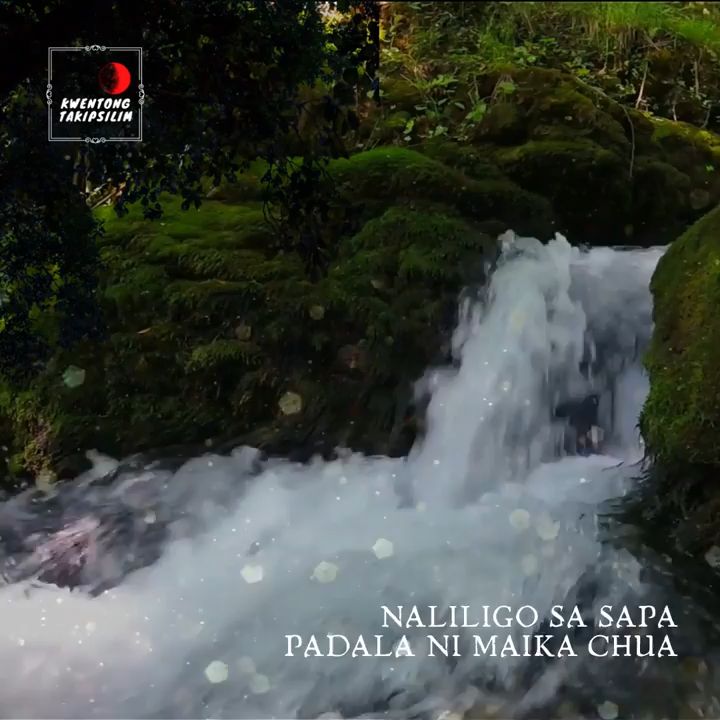 KWENTONG
TAKIPSILIM
NALILIGO SA SAPA
PADALA NI MAIKA CHUA